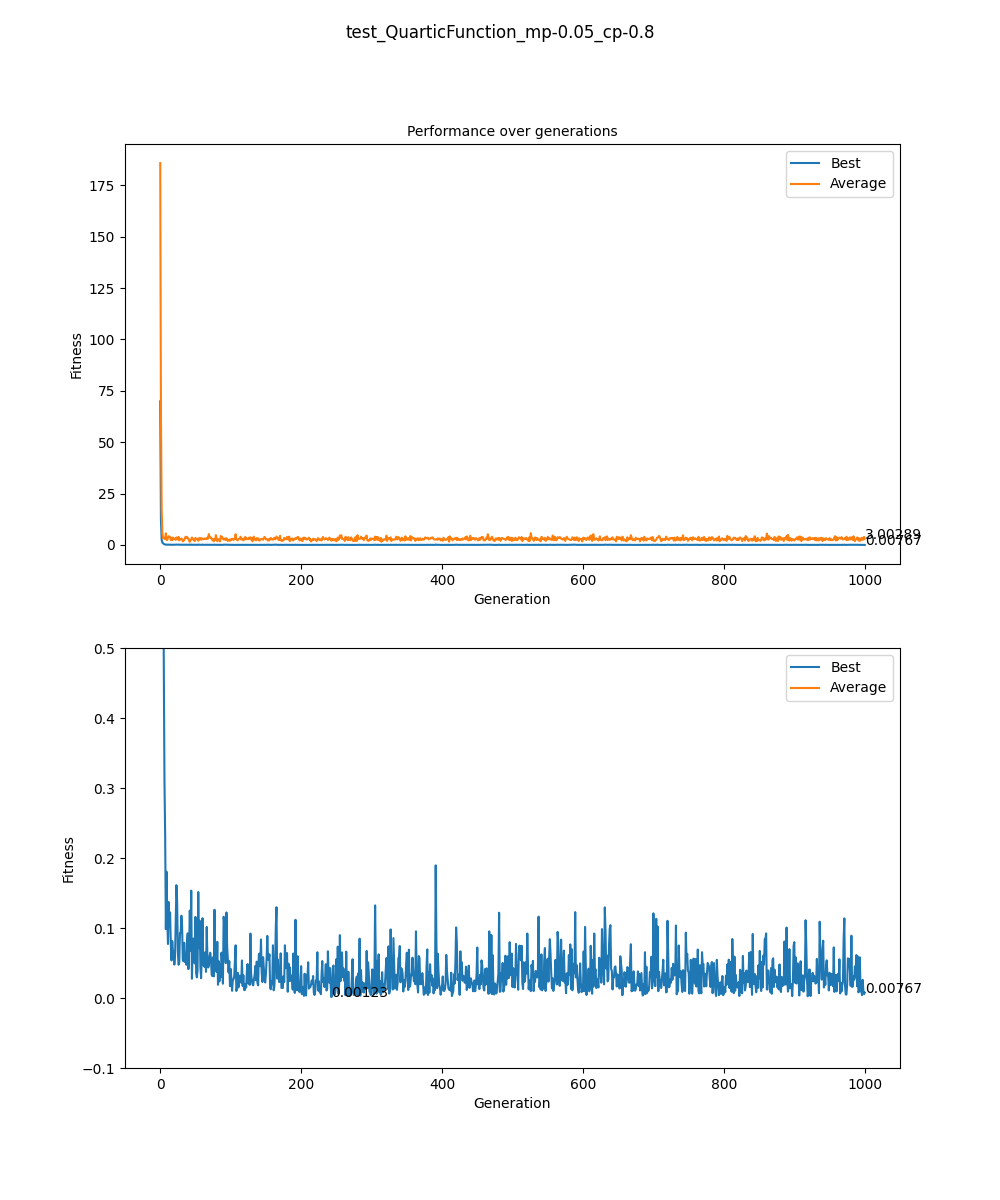 test_QuarticFunction_mp-0.05_cp-0.8
Performance over generations
Best
Average
175
150
125
100
75
50
25
0
Fitness
3.00289
0.00767
0 200 400 600 800 1000
Generation
Best
Average
0.5
0.4
0.3
0.2
0.1
0.0
−0.1
Fitness
0.00123
0.00767
0 200 400 600 800 1000
Generation